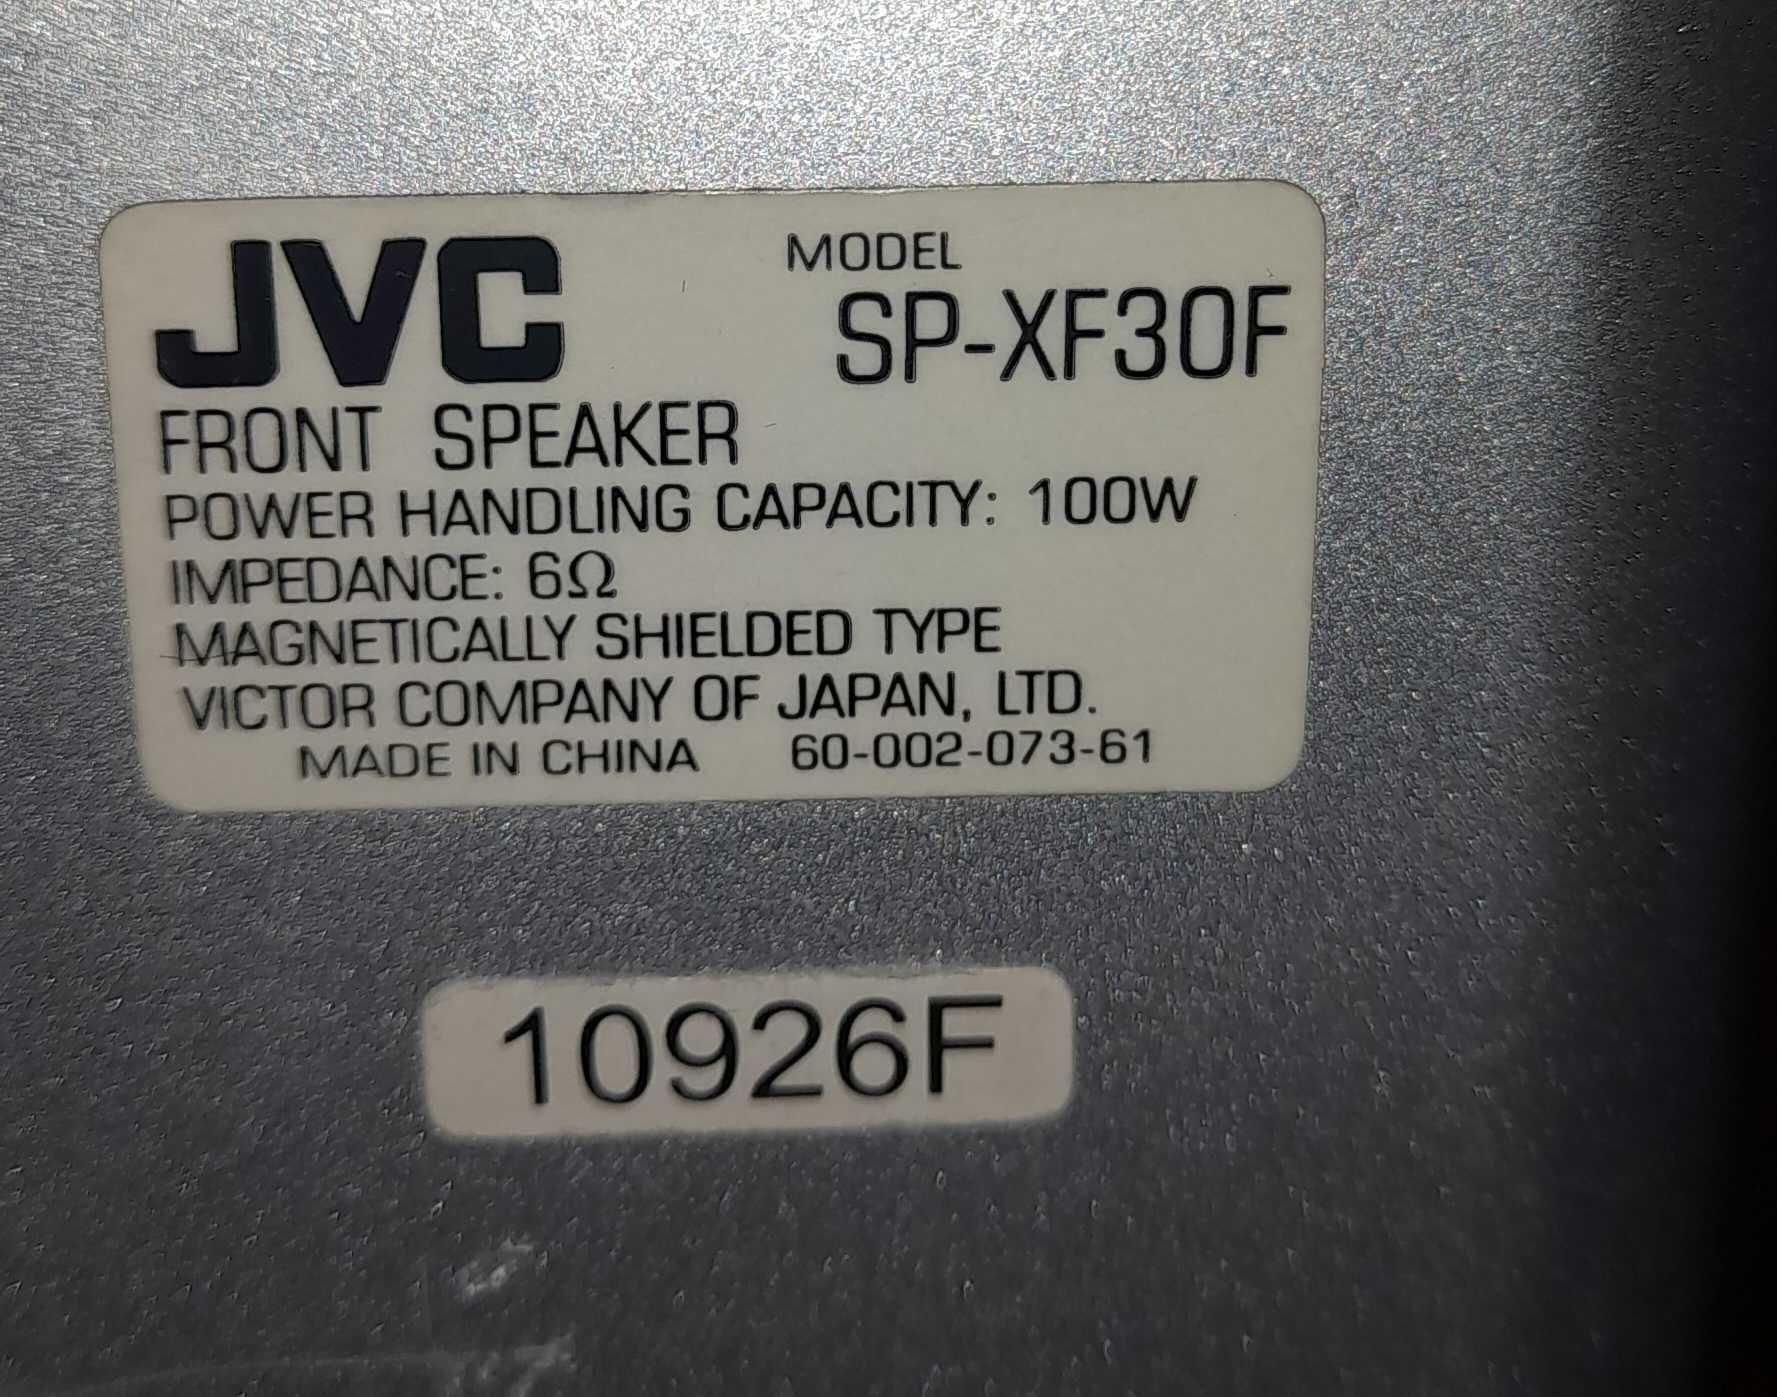 JVC
MODEL
SP-XF30F
FRONT SPEAKER
POWER HANDLING CAPACITY: 100W
IMPEDANCE: 6Ω
MAGNETICALLY SHIELDED TYPE
VICTOR COMPANY OF JAPAN, LTD.
MADE IN CHINA 60-002-073-61
10926F